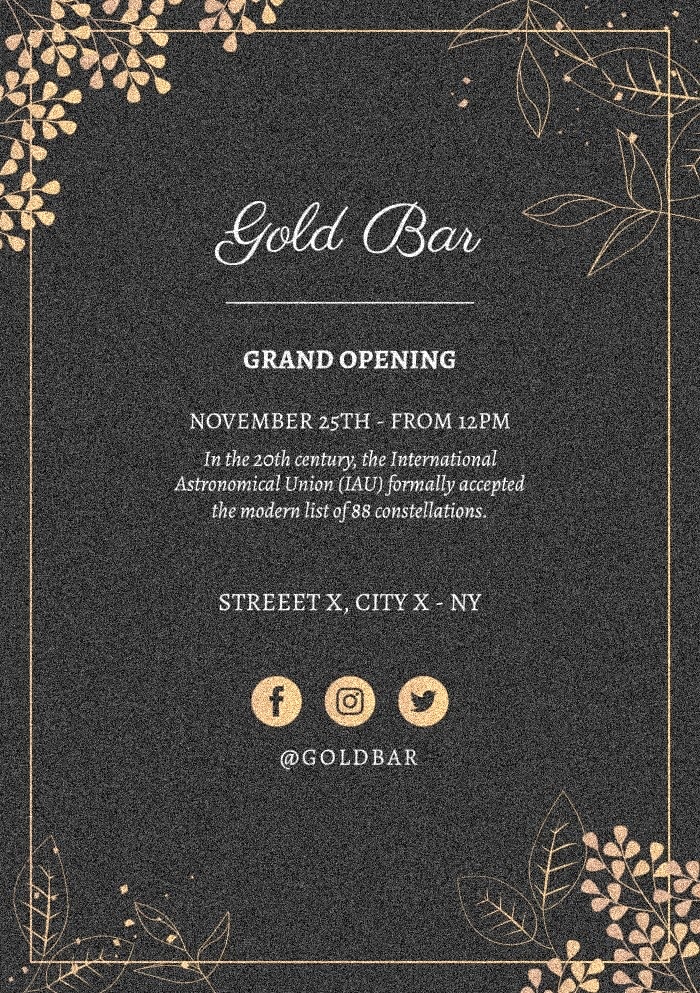 Gold Bar
GRAND OPENING
NOVEMBER 25TH - FROM 12PM
In the 20th century, the International
Astronomical Union (IAU) formally accepted
the modern list of 88 constellations.
STREEET X, CITY X - NY
@GOLDBAR